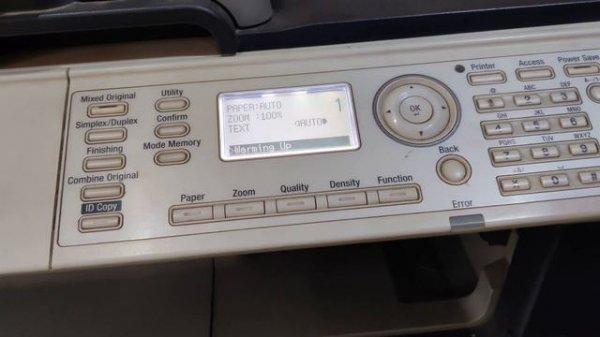 Mixed Original
Simplex/Duplex
Finishing
Combine Original
ID Copy
Utility
Confirm
Mode Memory
PAPER:AUTO
1
ZOOM :100%
TEXT
◁AUTO▶
Warming Up
Paper
Zoom
Quality
Density
Function
OK
Back
Error
Printer
Access
Power Save
ABC
DEF
GHI
JKL
MNO
PQRS
TUV
WXYZ